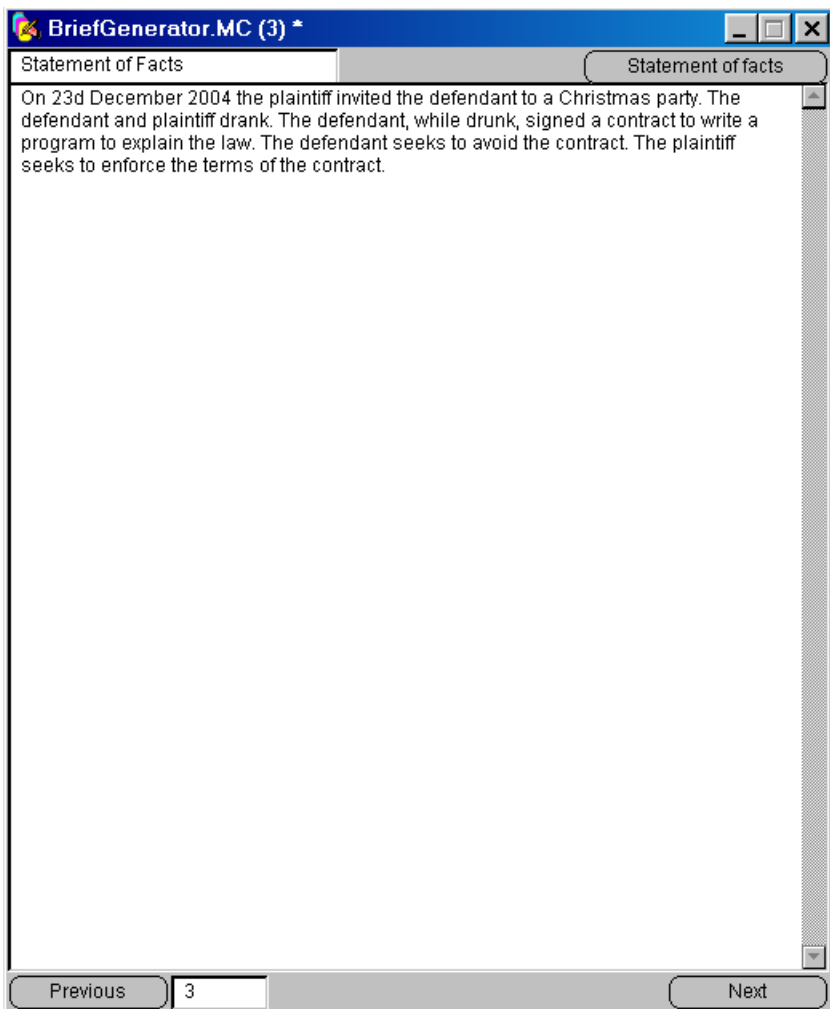 BriefGenerator.MC (3) *
Statement of Facts
Statement of facts
On 23d December 2004 the plaintiff invited the defendant to a Christmas party. The
defendant and plaintiff drank. The defendant, while drunk, signed a contract to write a
program to explain the law. The defendant seeks to avoid the contract. The plaintiff
seeks to enforce the terms of the contract.
Previous
3
Next